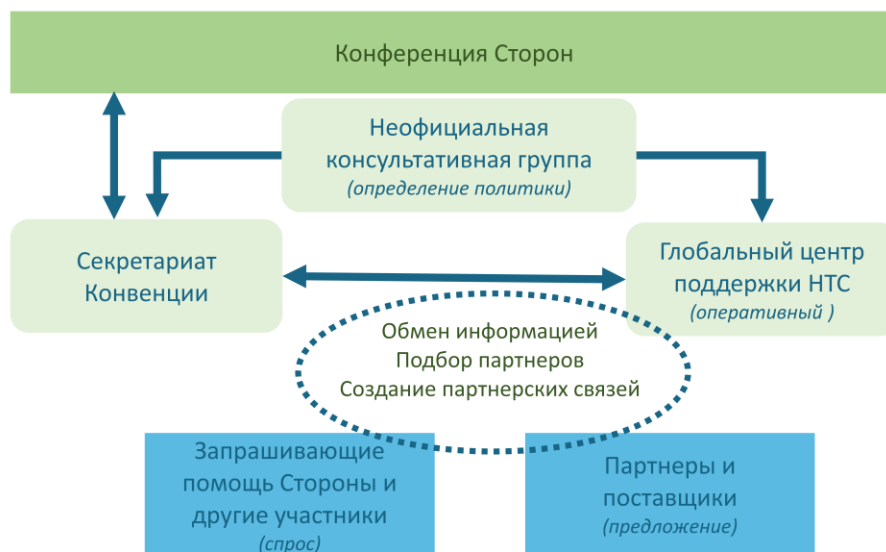 Конференция Сторон
Неофициальная
консультативная группа
(определение политики)
Секретариат
Конвенции
Глобальный центр
поддержки НТС
(оперативный )
Обмен информацией
Подбор партнеров
Создание партнерских связей
Запрашивающие
помощь Стороны и
другие участники
(спрос)
Партнеры и
поставщики
(предложение)